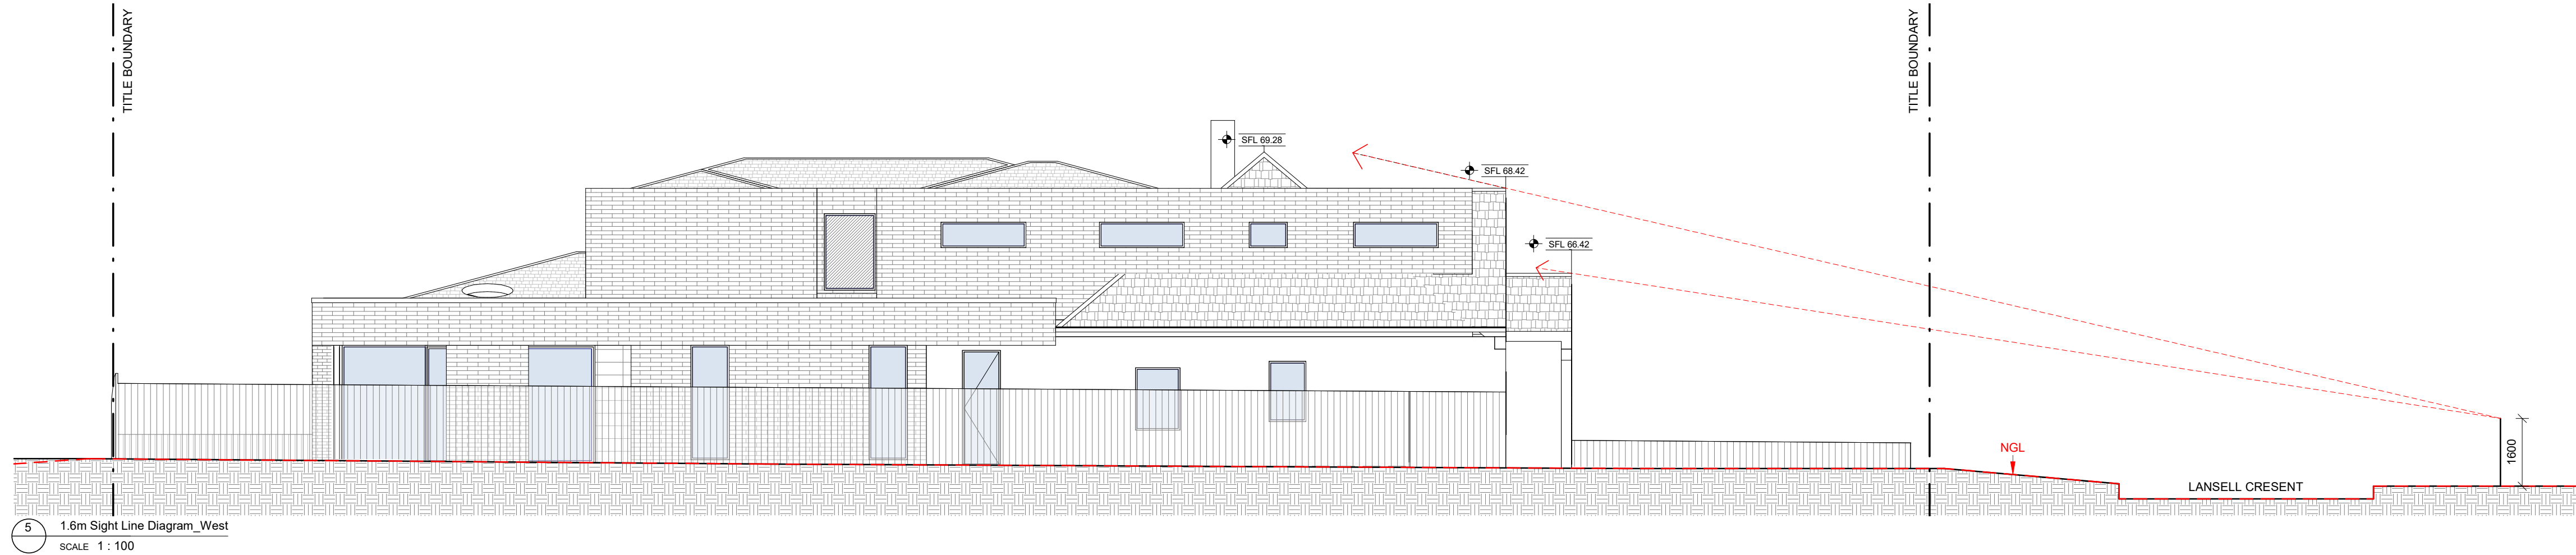 TITLE BOUNDARY
TITLE BOUNDARY
SFL 69.28
SFL 68.42
SFL 66.42
NGL
1600
LANSELL CRESENT
5
1.6m Sight Line Diagram_West
SCALE 1 : 100